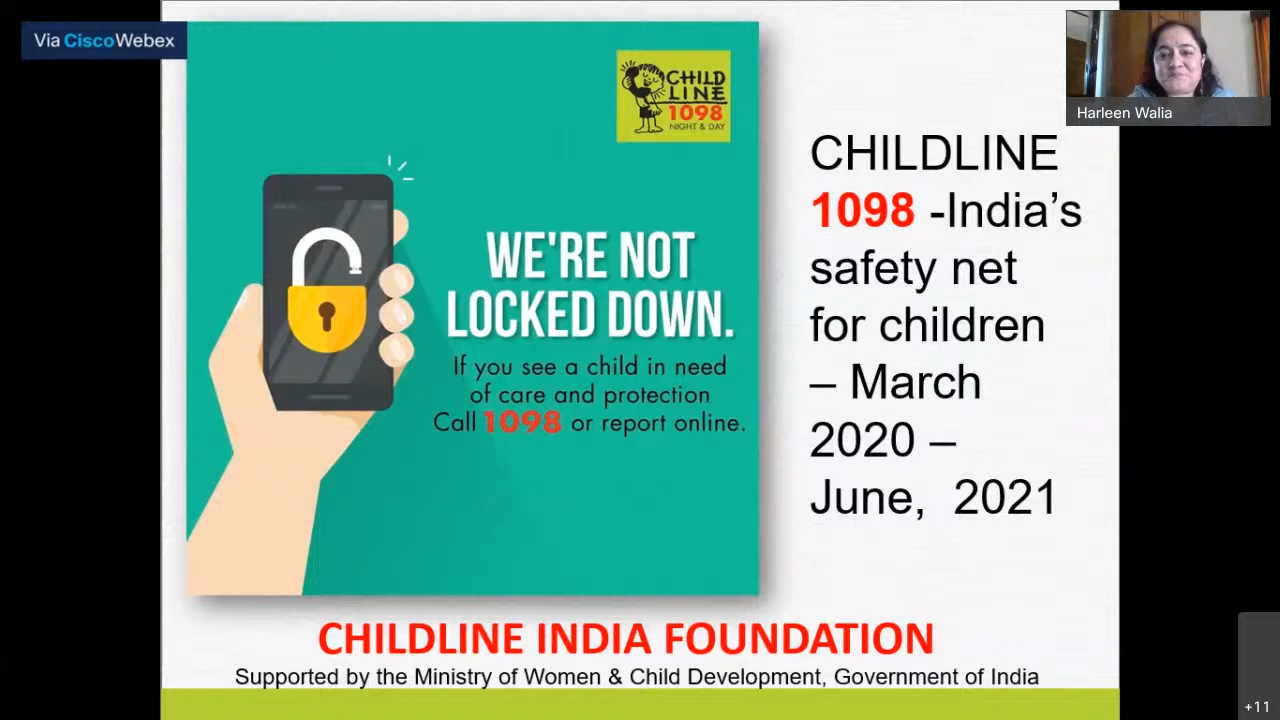 Via Cisco Webex
CHILD
LINE
1098
NIGHT & DAY
WE'RE NOT
LOCKED DOWN.
If you see a child in need
of care and protection
Call 1098 or report online.
CHILDLINE
1098 -India's
safety net
for children
– March
2020 –
June, 2021
CHILDLINE INDIA FOUNDATION
Supported by the Ministry of Women & Child Development, Government of India
Harleen Walia
+11